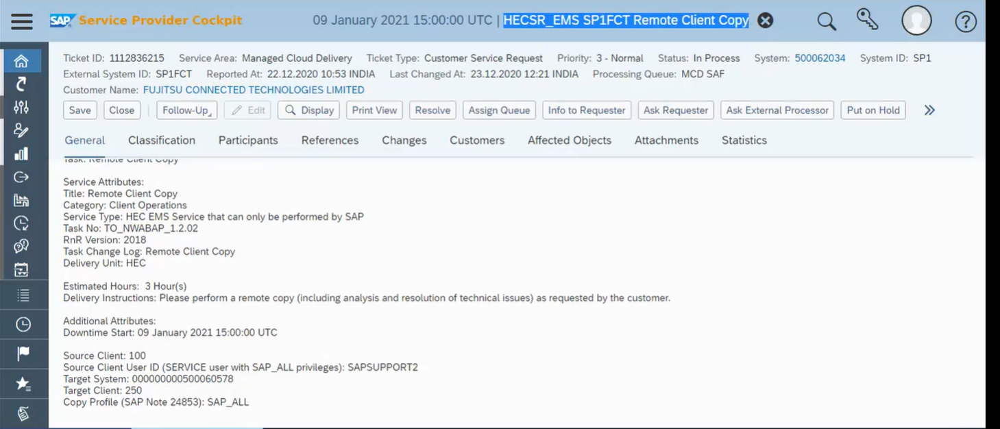 SAP Service Provider Cockpit
09 January 2021 15:00:00 UTC | HECSR_EMS SP1FCT Remote Client Copy
Ticket ID: 1112836215 Service Area: Managed Cloud Delivery Ticket Type: Customer Service Request Priority: 3 - Normal Status: In Process System: 500062034 System ID: SP1
External System ID: SP1FCT Reported At: 22.12.2020 10:53 INDIA Last Changed At: 23.12.2020 12:21 INDIA Processing Queue: MCD SAF
Customer Name: FUJITSU CONNECTED TECHNOLOGIES LIMITED
Save Close Follow-Up Edit Display Print View Resolve Assign Queue Info to Requester Ask Requester Ask External Processor Put on Hold
General Classification Participants References Changes Customers Affected Objects Attachments Statistics
Task: Remote Client Copy
Service Attributes:
Title: Remote Client Copy
Category: Client Operations
Service Type: HEC EMS Service that can only be performed by SAP
Task No: TO_NWABAP_1.2.02
RnR Version: 2018
Task Change Log: Remote Client Copy
Delivery Unit: HEC
Estimated Hours: 3 Hour(s)
Delivery Instructions: Please perform a remote copy (including analysis and resolution of technical issues) as requested by the customer.
Additional Attributes:
Downtime Start: 09 January 2021 15:00:00 UTC
Source Client: 100
Source Client User ID (SERVICE user with SAP_ALL privileges): SAPSUPPORT2
Target System: 000000000500060578
Target Client: 250
Copy Profile (SAP Note 24853): SAP_ALL